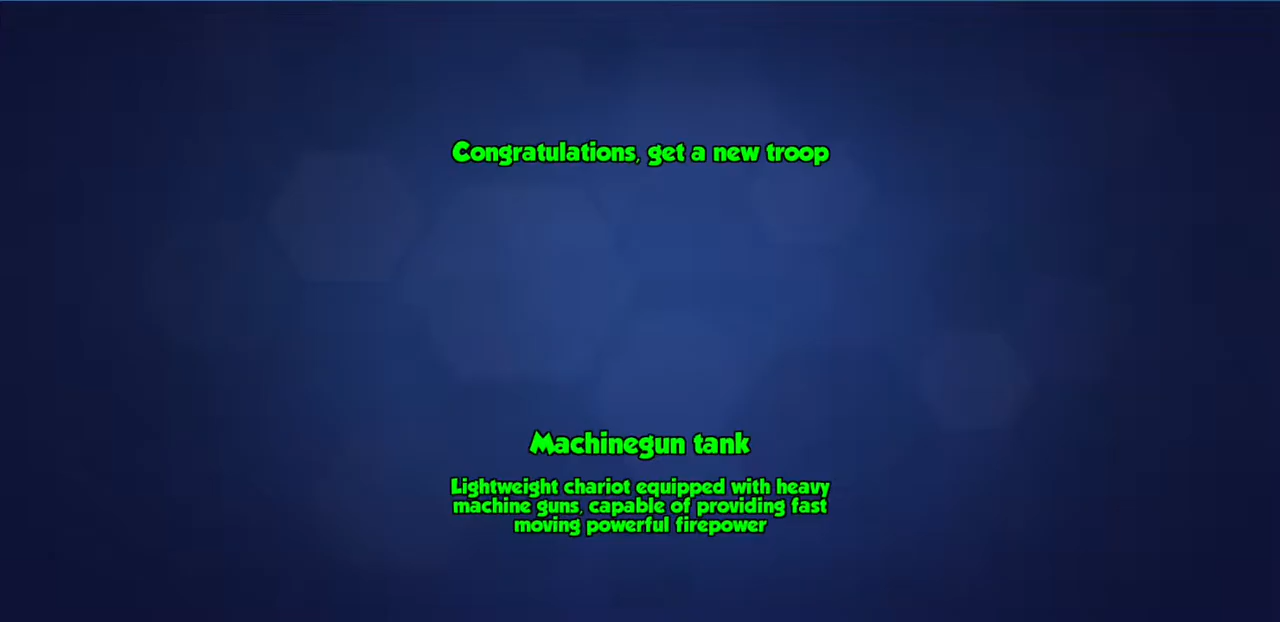 Congratulations, get a new troop
Machinegun tank
Lightweight chariot equipped with heavy
machine guns, capable of providing fast
moving powerful firepower